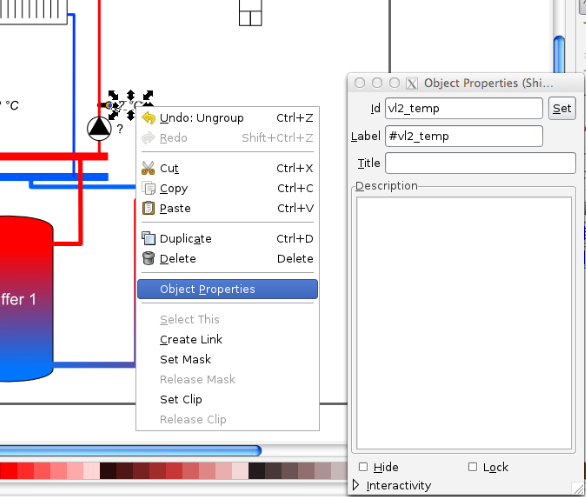 Object Properties (Shi...
Id vl2_temp Set
Label #vl2_temp
Title
Description
°C
?
ffer 1
Undo: Ungroup Ctrl+Z
Redo Shift+Ctrl+Z
Cut Ctrl+X
Copy Ctrl+C
Paste Ctrl+V
Duplicate Ctrl+D
Delete Delete
Object Properties
Select This
Create Link
Set Mask
Release Mask
Set Clip
Release Clip
Hide Lock
Interactivity